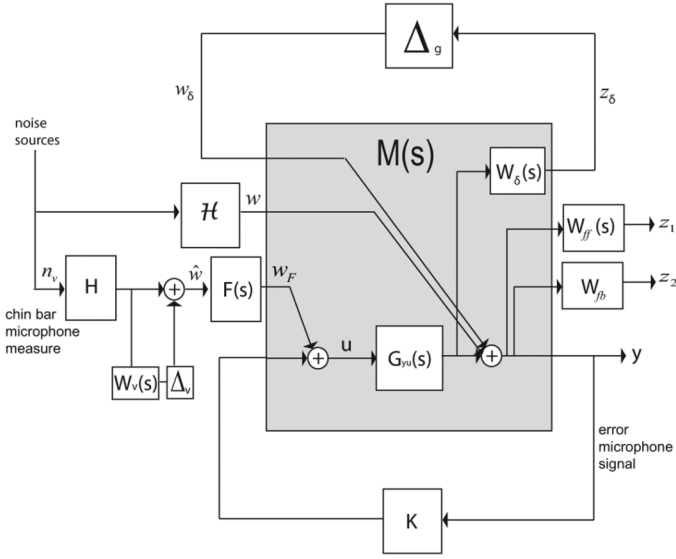 Δg
wδ
zδ
noise
sources
M(s)
Wδ(s)
ℋ
w
Wff(s)
z1
nv
H
ŵ
F(s)
wF
Wfb
z2
chin bar
microphone
measure
u
Gyu(s)
y
Wv(s)
Δv
error
microphone
signal
K